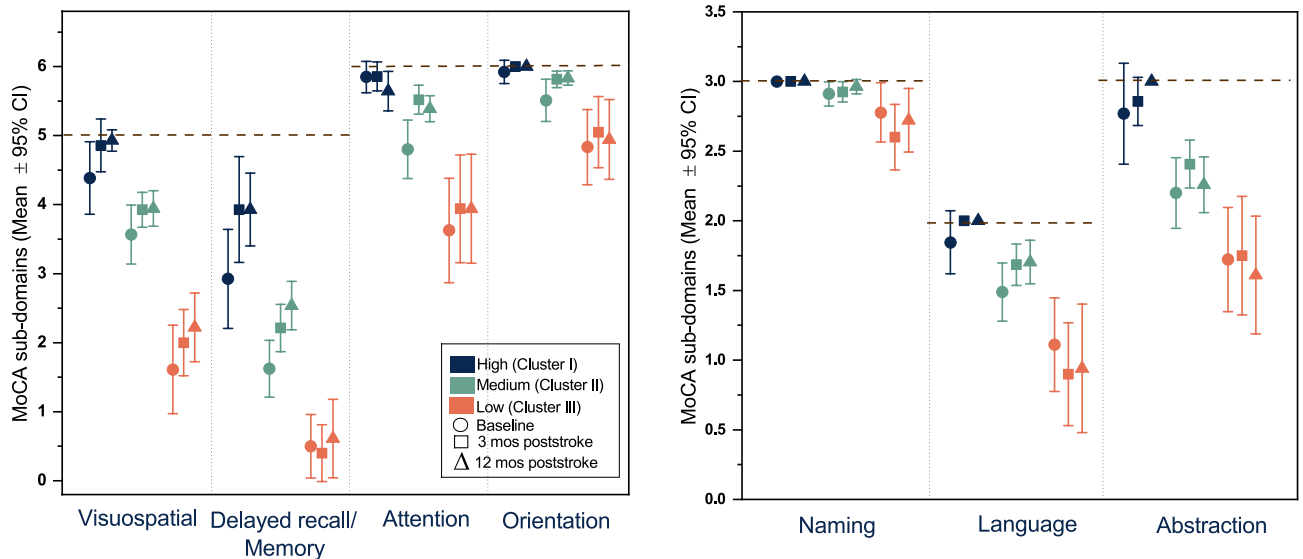 MoCA sub-domains (Mean ± 95% CI)
6
5
4
3
2
1
0
High (Cluster I)
Medium (Cluster II)
Low (Cluster III)
Baseline
3 mos poststroke
12 mos poststroke
Visuospatial
Delayed recall/
Memory
Attention
Orientation
MoCA sub-domains (Mean ± 95% CI)
3.5
3.0
2.5
2.0
1.5
1.0
0.5
0.0
Naming
Language
Abstraction